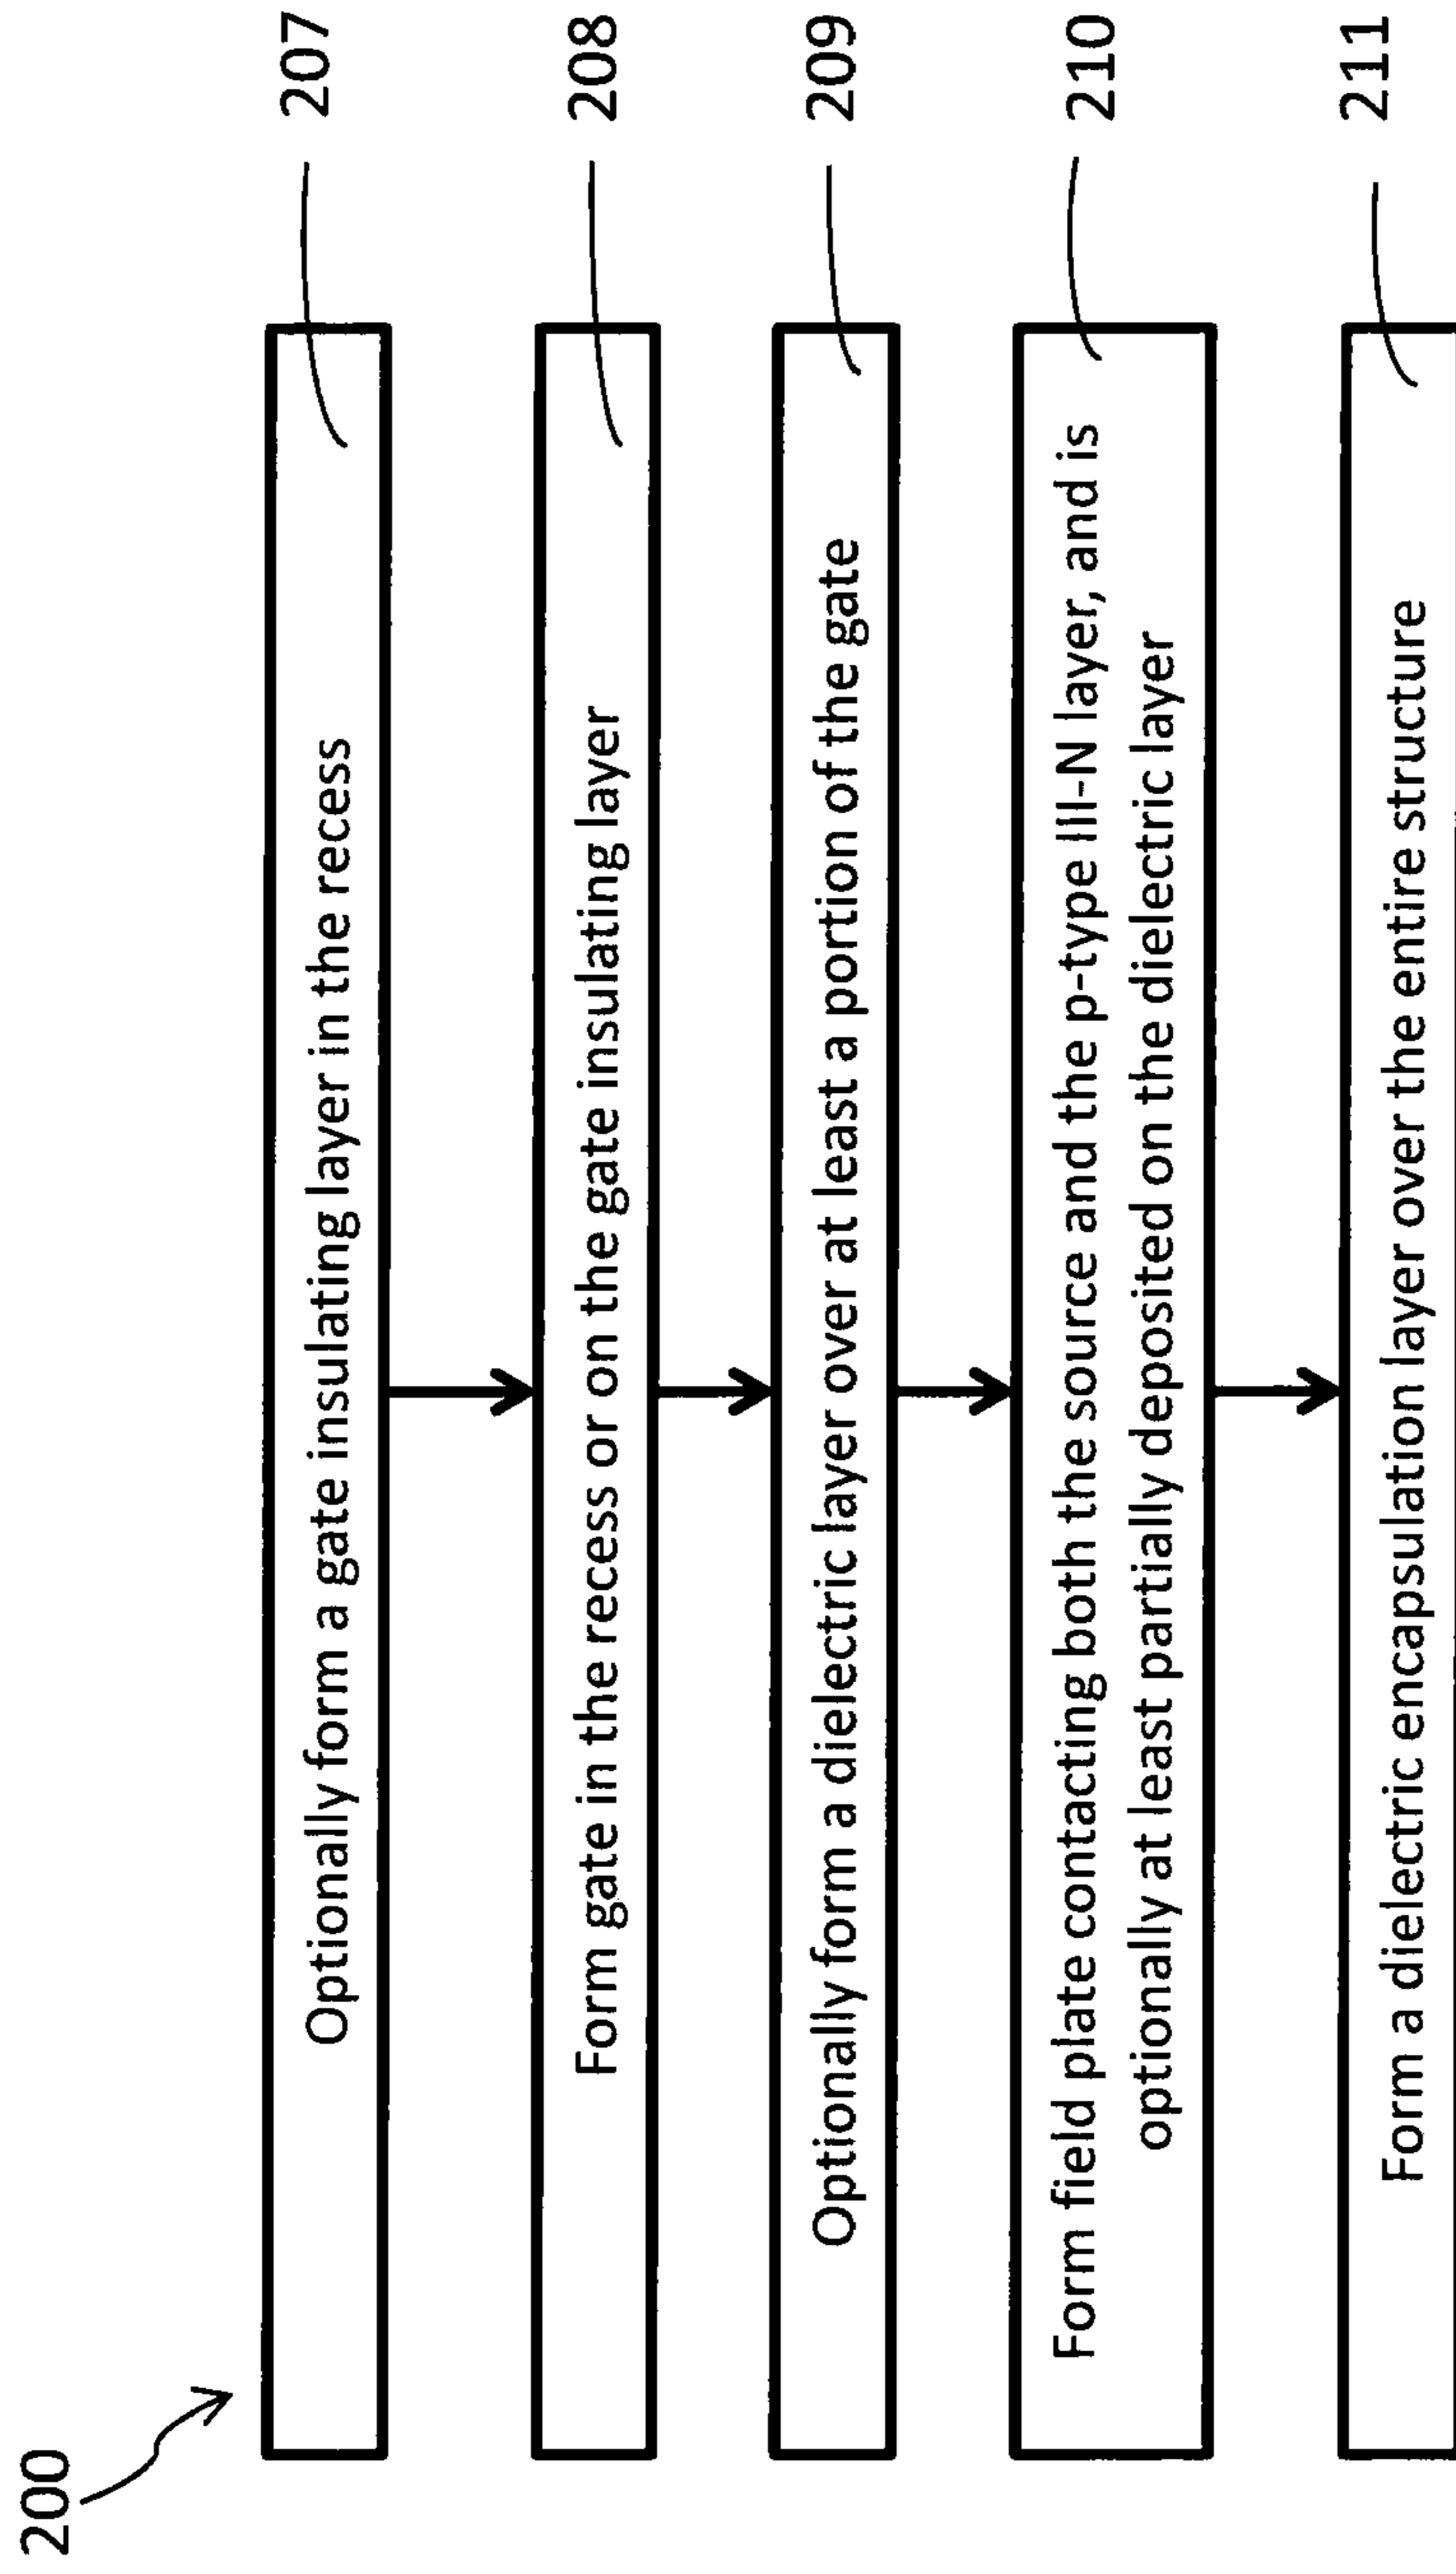 200
Optionally form a gate insulating layer in the recess
207
Form gate in the recess or on the gate insulating layer
208
Optionally form a dielectric layer over at least a portion of the gate
209
Form field plate contacting both the source and the p-type III-N layer, and is
optionally at least partially deposited on the dielectric layer
210
Form a dielectric encapsulation layer over the entire structure
211